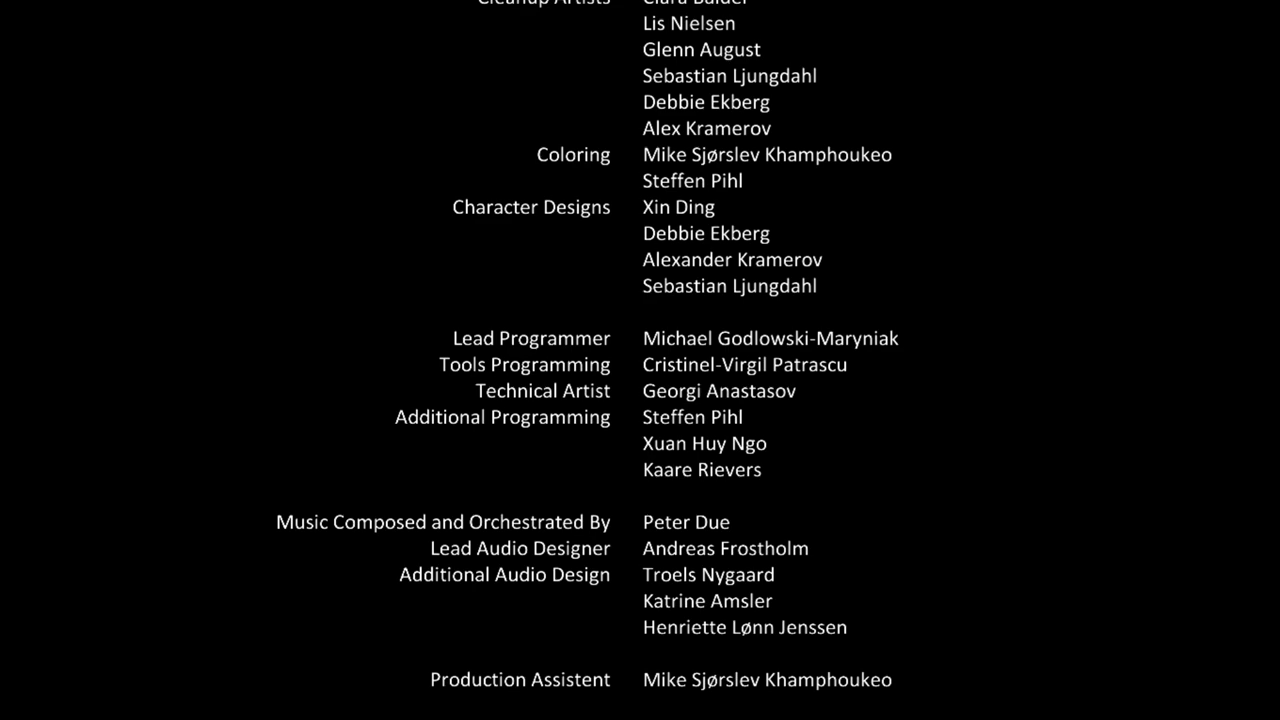 Cleanup Artists Clara Balder
Lis Nielsen
Glenn August
Sebastian Ljungdahl
Debbie Ekberg
Alex Kramerov
Coloring Mike Sjørslev Khamphoukeo
Steffen Pihl
Character Designs Xin Ding
Debbie Ekberg
Alexander Kramerov
Sebastian Ljungdahl
Lead Programmer Michael Godlowski-Maryniak
Tools Programming Cristinel-Virgil Patrascu
Technical Artist Georgi Anastasov
Additional Programming Steffen Pihl
Xuan Huy Ngo
Kaare Rievers
Music Composed and Orchestrated By Peter Due
Lead Audio Designer Andreas Frostholm
Additional Audio Design Troels Nygaard
Katrine Amsler
Henriette Lønn Jenssen
Production Assistent Mike Sjørslev Khamphoukeo